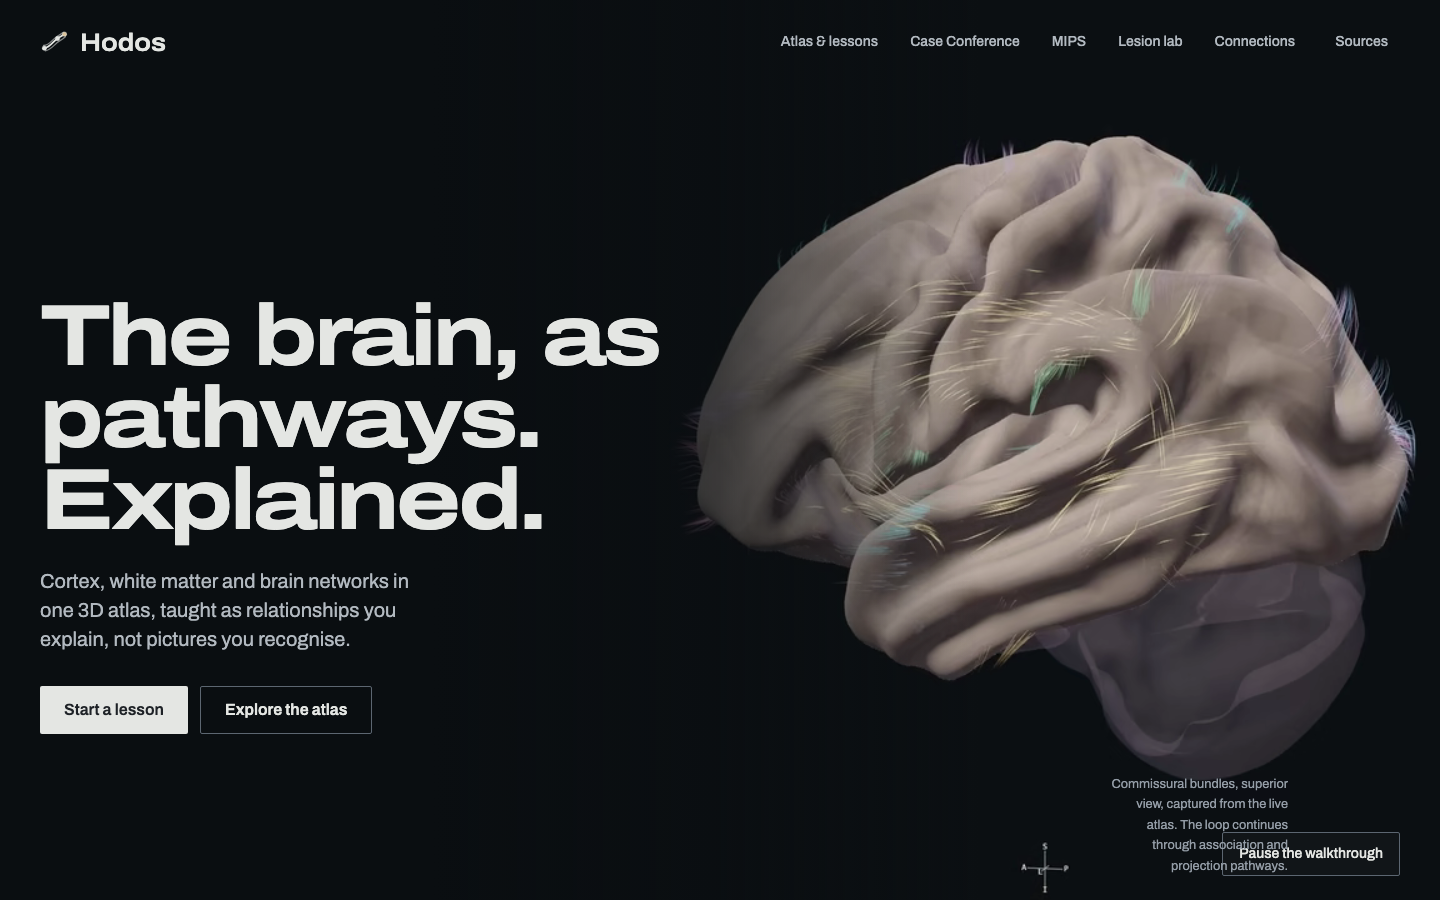 Hodos
Atlas & lessons
Case Conference
MIPS
Lesion lab
Connections
Sources
The brain, as
pathways.
Explained.
Cortex, white matter and brain networks in
one 3D atlas, taught as relationships you
explain, not pictures you recognise.
Start a lesson
Explore the atlas
Commissural bundles, superior
view, captured from the live
atlas. The loop continues
through association and
projection pathways.
Pause the walkthrough
S
A
L
P
I